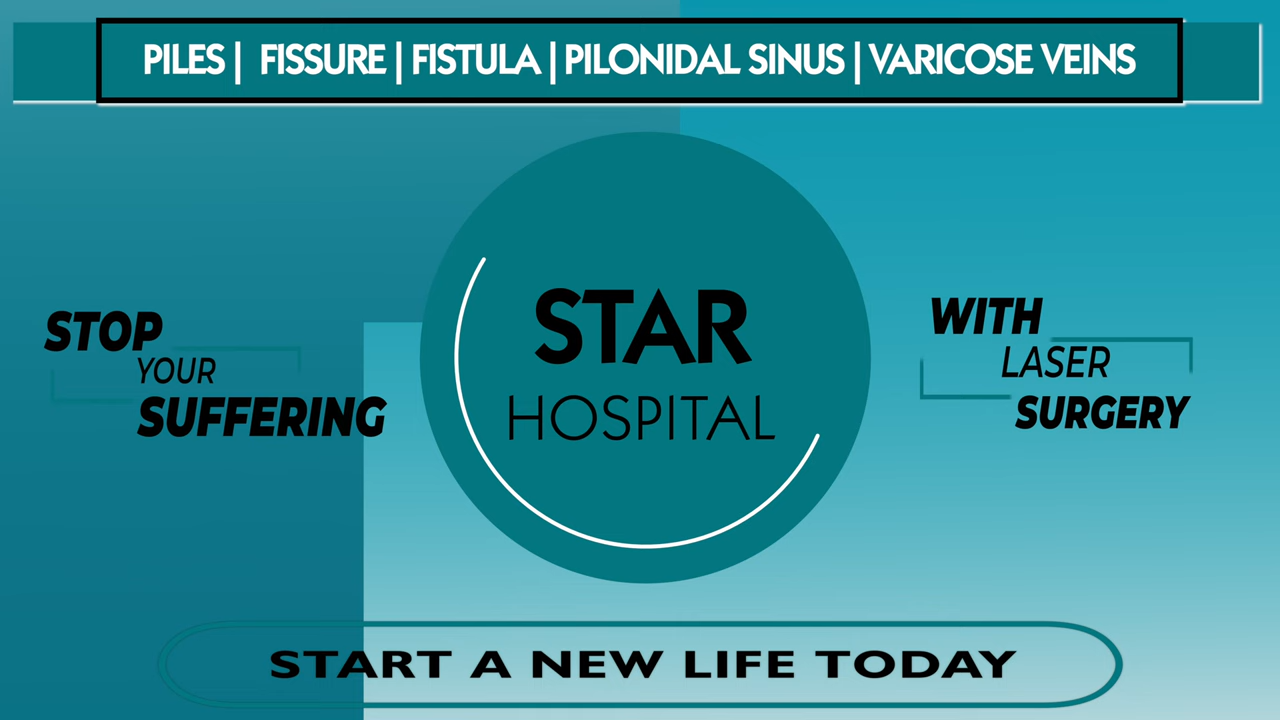 PILES | FISSURE | FISTULA | PILONIDAL SINUS | VARICOSE VEINS
STOP
YOUR
SUFFERING
STAR
HOSPITAL
WITH
LASER
SURGERY
START A NEW LIFE TODAY